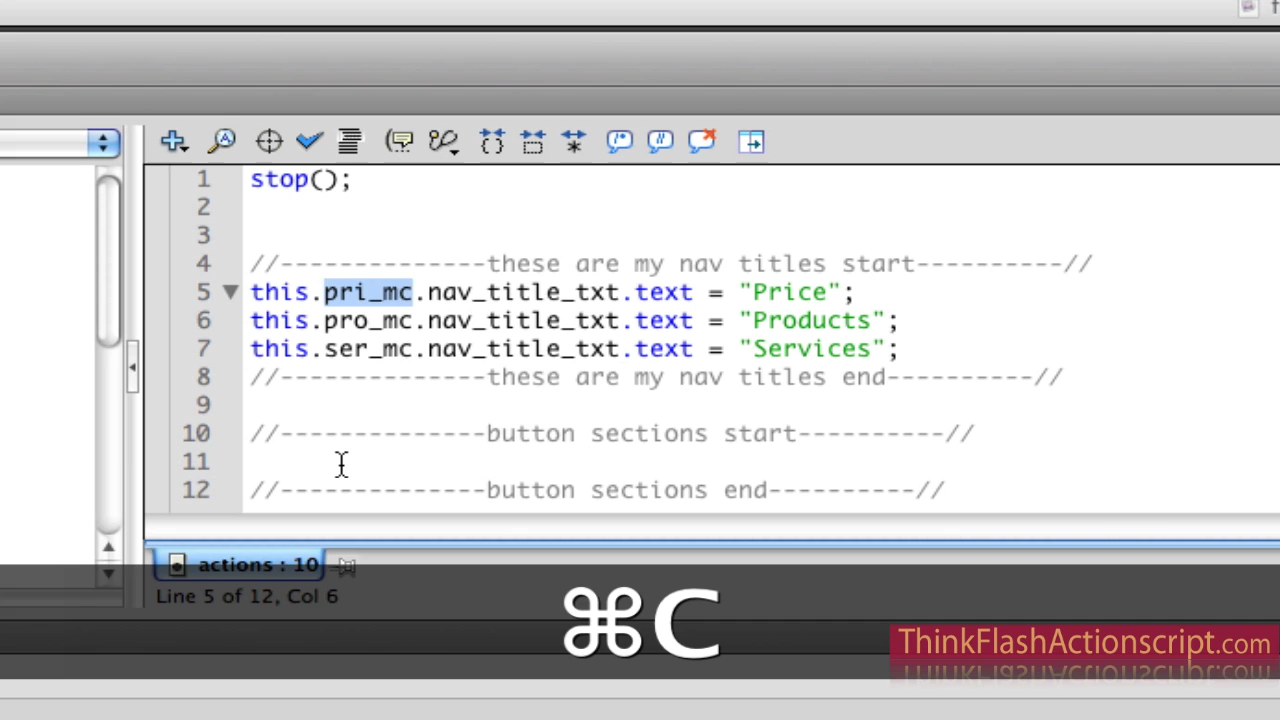 1 stop();
2
3
4 //--------------these are my nav titles start----------//
5 this.pri_mc.nav_title_txt.text = "Price";
6 this.pro_mc.nav_title_txt.text = "Products";
7 this.ser_mc.nav_title_txt.text = "Services";
8 //--------------these are my nav titles end----------//
9
10 //--------------button sections start----------//
11
12 //--------------button sections end----------//
actions : 10
Line 5 of 12, Col 6
⌘C
ThinkFlashActionscript.com